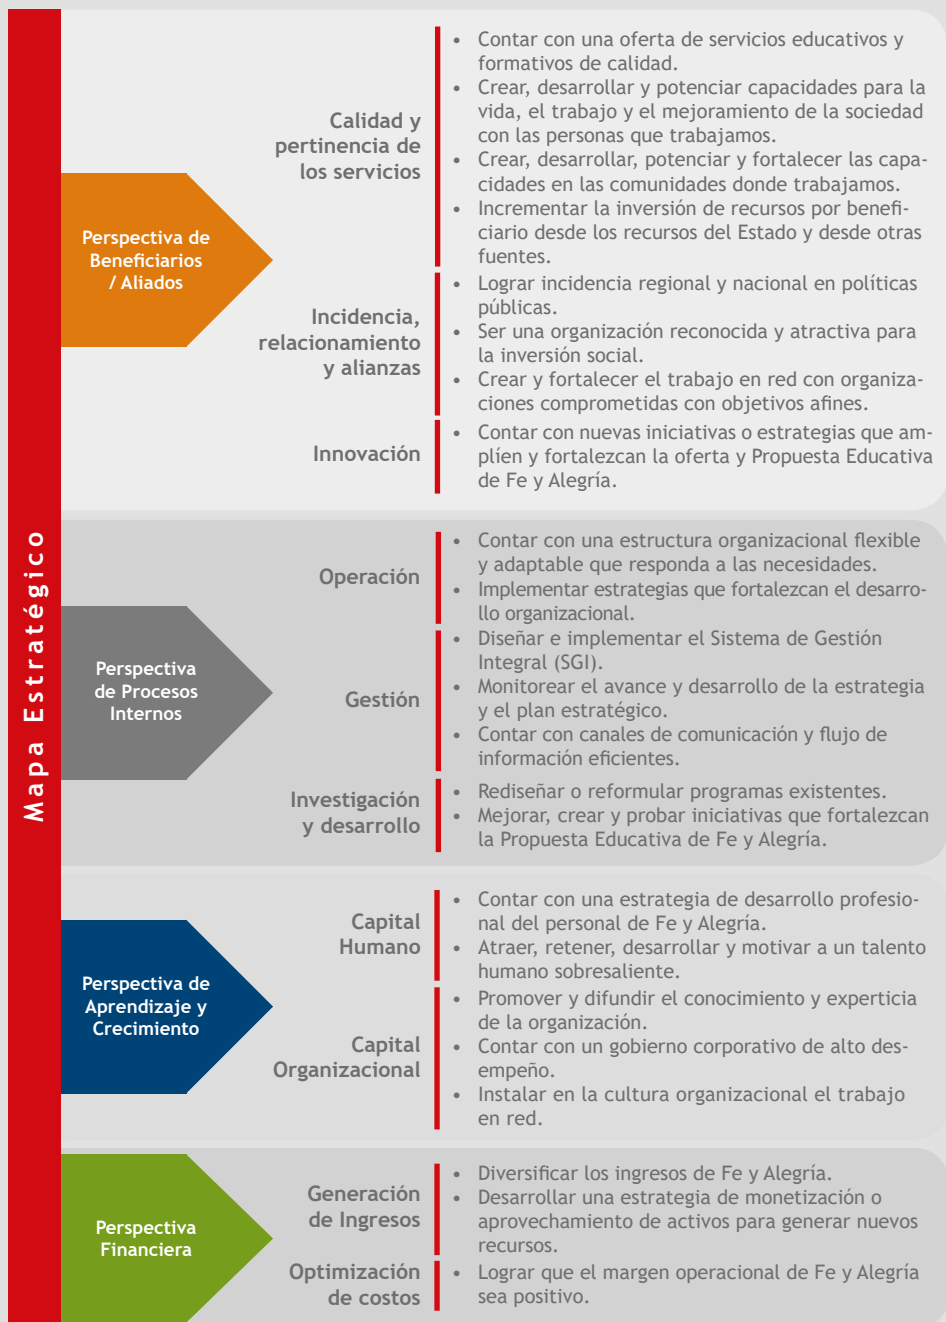 Mapa Estratégico
Perspectiva de
Beneficiarios
/ Aliados
Calidad y
pertinencia de
los servicios
• Contar con una oferta de servicios educativos y
formativos de calidad.
• Crear, desarrollar y potenciar capacidades para la
vida, el trabajo y el mejoramiento de la sociedad
con las personas que trabajamos.
• Crear, desarrollar, potenciar y fortalecer las capa-
cidades en las comunidades donde trabajamos.
• Incrementar la inversión de recursos por benefi-
ciario desde los recursos del Estado y desde otras
fuentes.
Incidencia,
relacionamiento
y alianzas
• Lograr incidencia regional y nacional en políticas
públicas.
• Ser una organización reconocida y atractiva para
la inversión social.
• Crear y fortalecer el trabajo en red con organiza-
ciones comprometidas con objetivos afines.
Innovación
• Contar con nuevas iniciativas o estrategias que am-
plíen y fortalezcan la oferta y Propuesta Educativa
de Fe y Alegría.
Perspectiva
de Procesos
Internos
Operación
• Contar con una estructura organizacional flexible
y adaptable que responda a las necesidades.
• Implementar estrategias que fortalezcan el desarro-
llo organizacional.
Gestión
• Diseñar e implementar el Sistema de Gestión
Integral (SGI).
• Monitorear el avance y desarrollo de la estrategia
y el plan estratégico.
• Contar con canales de comunicación y flujo de
información eficientes.
Investigación
y desarrollo
• Rediseñar o reformular programas existentes.
• Mejorar, crear y probar iniciativas que fortalezcan
la Propuesta Educativa de Fe y Alegría.
Perspectiva de
Aprendizaje y
Crecimiento
Capital
Humano
• Contar con una estrategia de desarrollo profesio-
nal del personal de Fe y Alegría.
• Atraer, retener, desarrollar y motivar a un talento
humano sobresaliente.
Capital
Organizacional
• Promover y difundir el conocimiento y experticia
de la organización.
• Contar con un gobierno corporativo de alto des-
empeño.
• Instalar en la cultura organizacional el trabajo
en red.
Perspectiva
Financiera
Generación
de Ingresos
• Diversificar los ingresos de Fe y Alegría.
• Desarrollar una estrategia de monetización o
aprovechamiento de activos para generar nuevos
recursos.
Optimización
de costos
• Lograr que el margen operacional de Fe y Alegría
sea positivo.